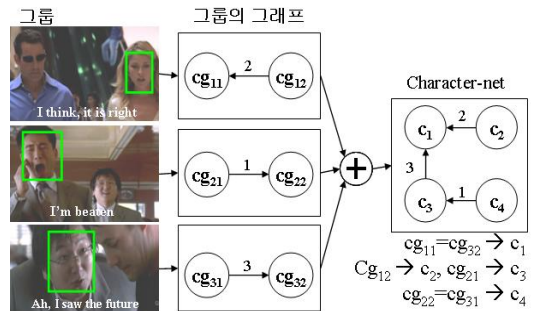 그룹
그룹의 그래프
I think, it is right
cg11
2
cg12
I'm beaten
cg21
1
cg22
Ah, I saw the future
cg31
3
cg32
+
Character-net
c1
2
c2
3
c3
1
c4
cg11=cg32 → c1
Cg12 → c2, cg21 → c3
cg22=cg31 → c4